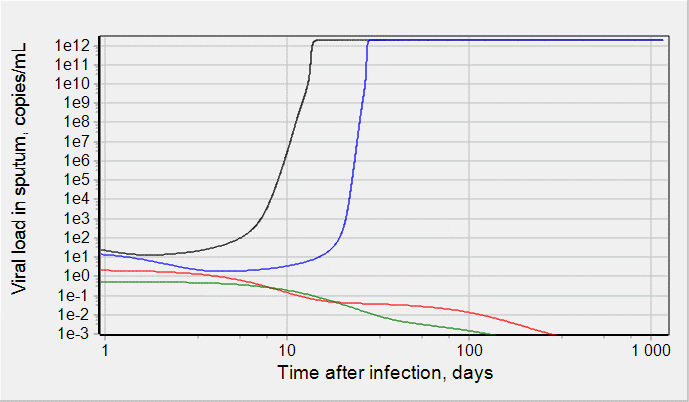 Viral load in sputum, copies/mL
1e12
1e11
1e10
1e9
1e8
1e7
1e6
1e5
1e4
1e3
1e2
1e1
1e0
1e-1
1e-2
1e-3
1 10 100 1 000
Time after infection, days